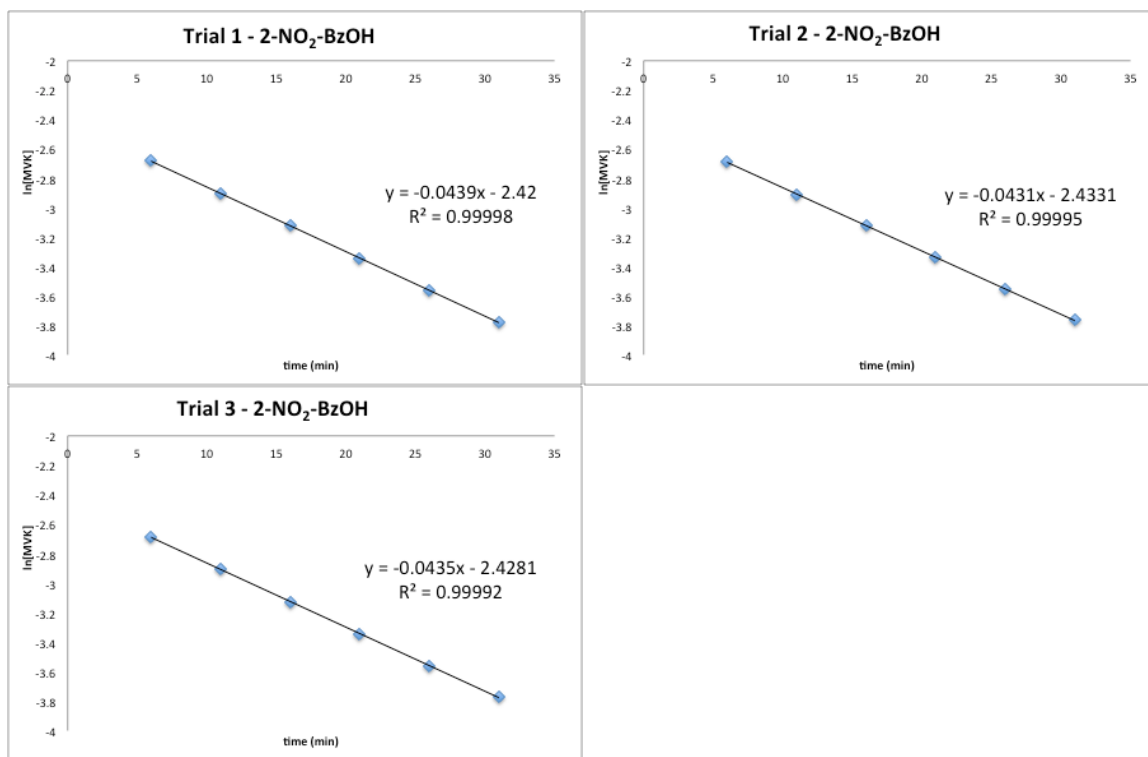 Trial 1 - 2-NO₂-BzOH
-2
0 5 10 15 20 25 30 35
-2.2
-2.4
-2.6
-2.8
-3
-3.2
-3.4
-3.6
-3.8
-4
ln[MVK]
y = -0.0439x - 2.42
R² = 0.99998
time (min)
Trial 2 - 2-NO₂-BzOH
-2
0 5 10 15 20 25 30 35
-2.2
-2.4
-2.6
-2.8
-3
-3.2
-3.4
-3.6
-3.8
-4
ln[MVK]
y = -0.0431x - 2.4331
R² = 0.99995
time (min)
Trial 3 - 2-NO₂-BzOH
-2
0 5 10 15 20 25 30 35
-2.2
-2.4
-2.6
-2.8
-3
-3.2
-3.4
-3.6
-3.8
-4
ln[MVK]
y = -0.0435x - 2.4281
R² = 0.99992
time (min)